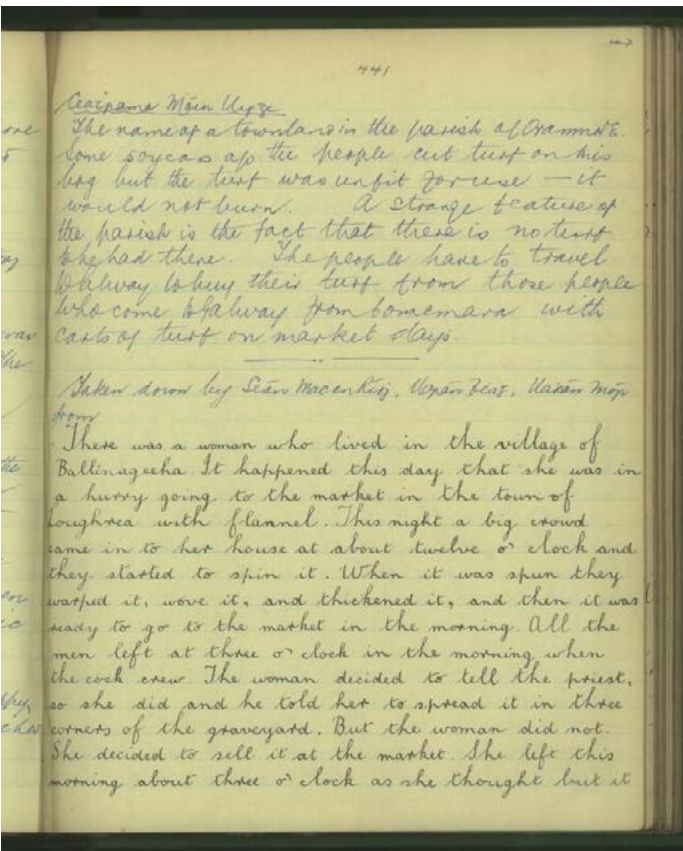 441
The name of a townland in the parish of Oranmore.
Some 50 years ago the people cut turf on this
bog but the turf was unfit for use — it
would not burn. A strange feature of
the parish is the fact that there is no turf
to be had there. The people have to travel
to Galway to buy their turf from those people
who come to Galway from Connemara with
carts of turf on market days.
Taken down by Seán
from
There was a woman who lived in the village of
Ballinageeha. It happened this day that she was in
a hurry going to the market in the town of
Loughrea with flannel. This night a big crowd
came in to her house at about twelve o' clock and
they started to spin it. When it was spun they
warped it, wove it, and thickened it, and then it was
ready to go to the market in the morning. All the
men left at three o' clock in the morning when
the cock crew. The woman decided to tell the priest,
so she did and he told her to spread it in three
corners of the graveyard. But the woman did not.
She decided to sell it at the market. She left this
morning about three o' clock as she thought but it